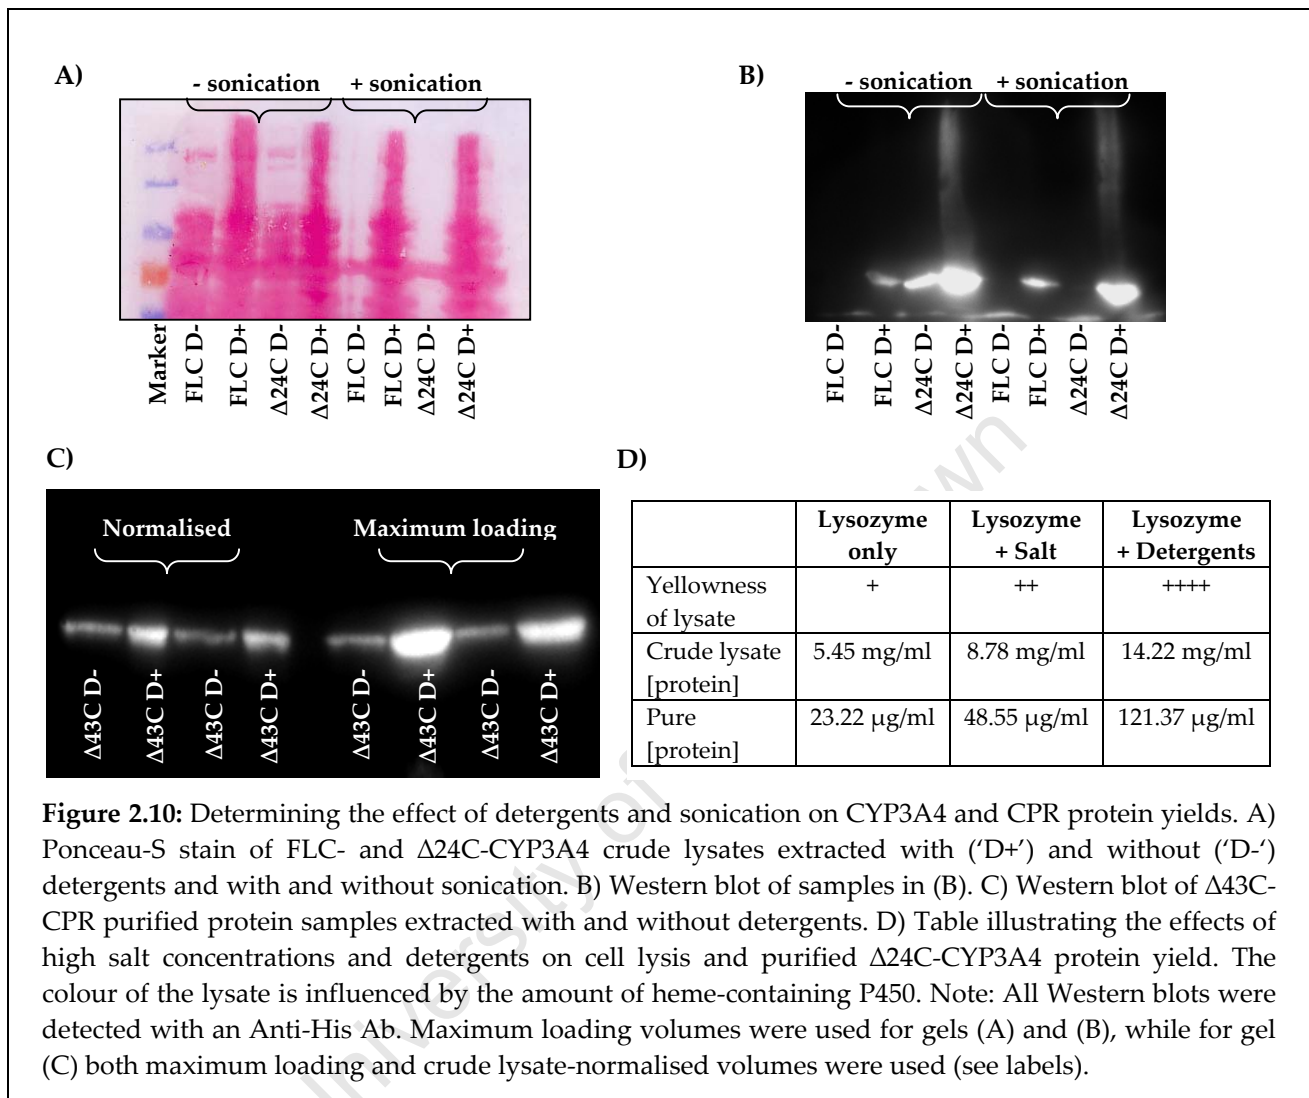 A)
- sonication
+ sonication
Marker
FLC D-
FLC D+
Δ24C D-
Δ24C D+
FLC D-
FLC D+
Δ24C D-
Δ24C D+
B)
- sonication
+ sonication
FLC D-
FLC D+
Δ24C D-
Δ24C D+
FLC D-
FLC D+
Δ24C D-
Δ24C D+
C)
Normalised
Maximum loading
Δ43C D-
Δ43C D+
Δ43C D-
Δ43C D+
Δ43C D-
Δ43C D+
Δ43C D-
Δ43C D+
D)
Lysozyme only
Lysozyme + Salt
Lysozyme + Detergents
Yellowness of lysate
+
++
++++
Crude lysate [protein]
5.45 mg/ml
8.78 mg/ml
14.22 mg/ml
Pure [protein]
23.22 µg/ml
48.55 µg/ml
121.37 µg/ml
Figure 2.10: Determining the effect of detergents and sonication on CYP3A4 and CPR protein yields. A)
Ponceau-S stain of FLC- and Δ24C-CYP3A4 crude lysates extracted with ('D+') and without ('D-')
detergents and with and without sonication. B) Western blot of samples in (B). C) Western blot of Δ43C-
CPR purified protein samples extracted with and without detergents. D) Table illustrating the effects of
high salt concentrations and detergents on cell lysis and purified Δ24C-CYP3A4 protein yield. The
colour of the lysate is influenced by the amount of heme-containing P450. Note: All Western blots were
detected with an Anti-His Ab. Maximum loading volumes were used for gels (A) and (B), while for gel
(C) both maximum loading and crude lysate-normalised volumes were used (see labels).
University of
wn